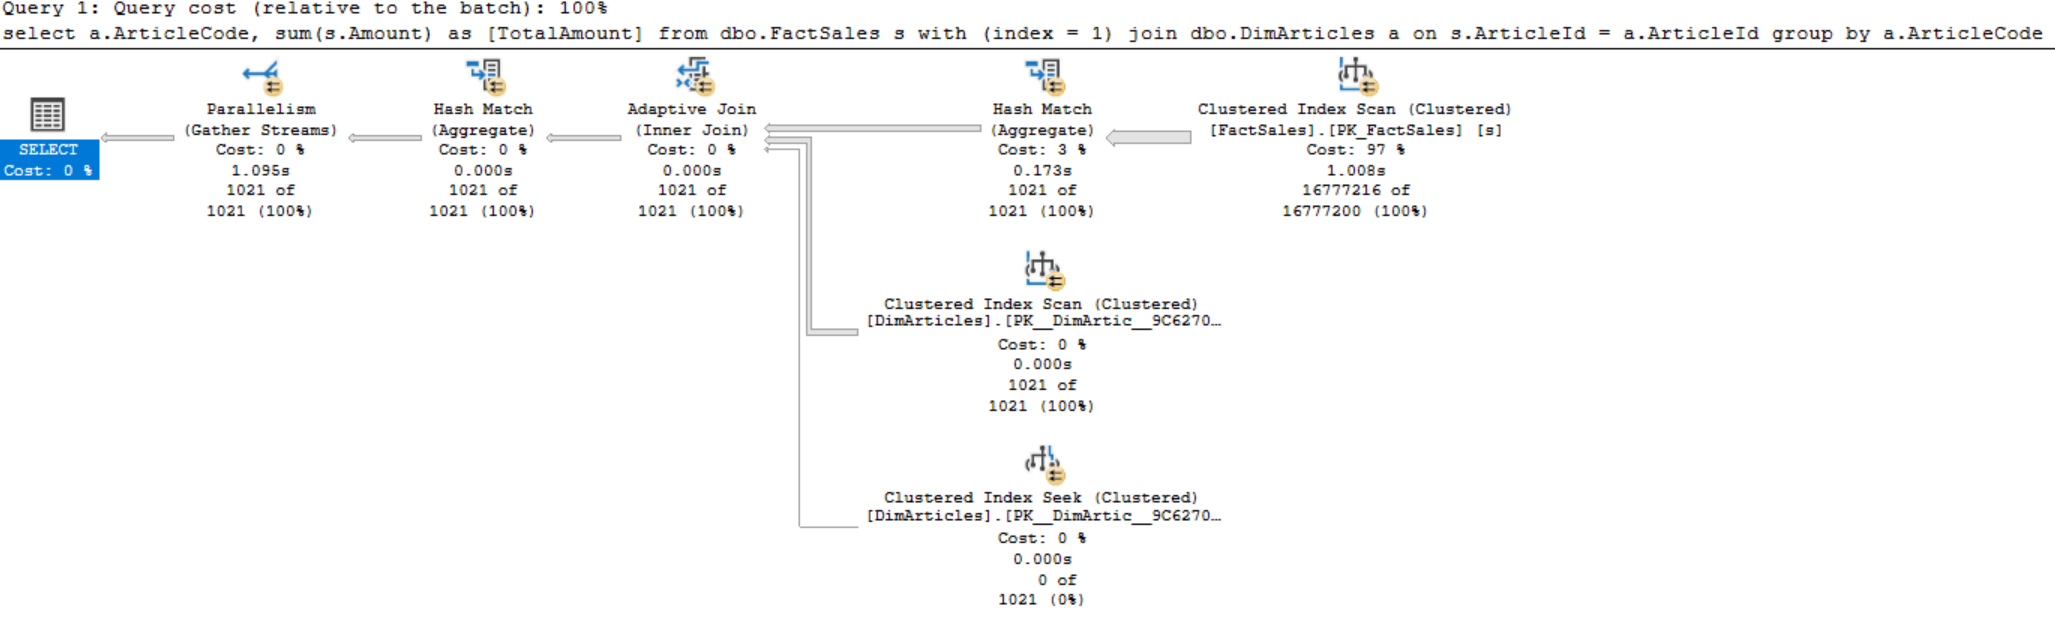 Query 1: Query cost (relative to the batch): 100%
select a.ArticleCode, sum(s.Amount) as [TotalAmount] from dbo.FactSales s with (index = 1) join dbo.DimArticles a on s.ArticleId = a.ArticleId group by a.ArticleCode
SELECT
Cost: 0 %
Parallelism
(Gather Streams)
Cost: 0 %
1.095s
1021 of
1021 (100%)
Hash Match
(Aggregate)
Cost: 0 %
0.000s
1021 of
1021 (100%)
Adaptive Join
(Inner Join)
Cost: 0 %
0.000s
1021 of
1021 (100%)
Hash Match
(Aggregate)
Cost: 3 %
0.173s
1021 of
1021 (100%)
Clustered Index Scan (Clustered)
[FactSales].[PK_FactSales] [s]
Cost: 97 %
1.008s
16777216 of
16777200 (100%)
Clustered Index Scan (Clustered)
[DimArticles].[PK__DimArtic__9C6270…
Cost: 0 %
0.000s
1021 of
1021 (100%)
Clustered Index Seek (Clustered)
[DimArticles].[PK__DimArtic__9C6270…
Cost: 0 %
0.000s
0 of
1021 (0%)